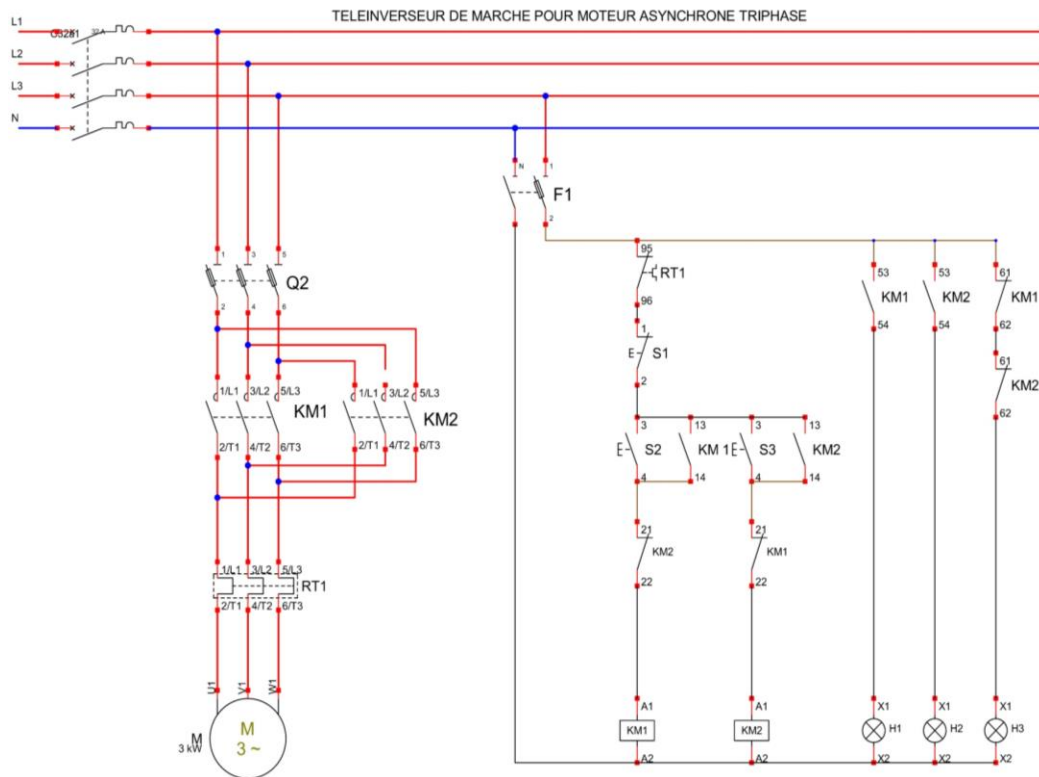 TELEINVERSEUR DE MARCHE POUR MOTEUR ASYNCHRONE TRIPHASE
L1
32 A
L2
L3
N
N 1
F1
2
1 3 5
Q2
2 4 6
95
RT1
96
53 53 61
KM1 KM2 KM1
54 54 62
1
S1
2
61
KM2
62
1/L1 3/L2 5/L3 1/L1 3/L2 5/L3
KM1 KM2
2/T1 4/T2 6/T3 2/T1 4/T2 6/T3
3 13 3 13
S2 KM 1 S3 KM2
4 14 4 14
21 21
KM2 KM1
22 22
1/L1 3/L2 5/L3
RT1
2/T1 4/T2 6/T3
U1 V1 W1
M
3 kW
M
3 ~
A1 A1 X1 X1 X1
KM1 KM2 H1 H2 H3
A2 A2 X2 X2 X2